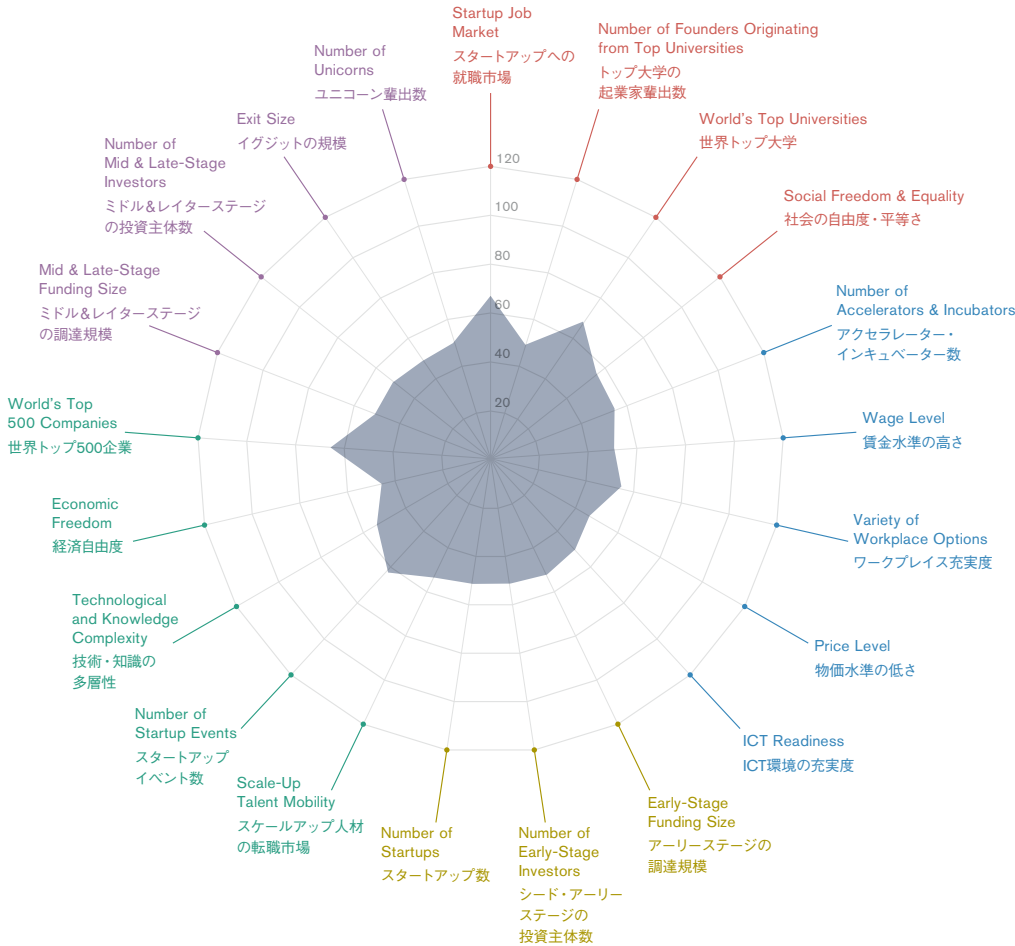 Startup Job
Market
スタートアップへの
就職市場
Number of Founders Originating
from Top Universities
トップ大学の
起業家輩出数
World's Top Universities
世界トップ大学
Social Freedom & Equality
社会の自由度・平等さ
Number of
Accelerators & Incubators
アクセラレーター・
インキュベーター数
Wage Level
賃金水準の高さ
Variety of
Workplace Options
ワークプレイス充実度
Price Level
物価水準の低さ
ICT Readiness
ICT環境の充実度
Early-Stage
Funding Size
アーリーステージの
調達規模
Number of
Early-Stage
Investors
シード・アーリー
ステージの
投資主体数
Number of
Startups
スタートアップ数
Scale-Up
Talent Mobility
スケールアップ人材
の転職市場
Number of
Startup Events
スタートアップ
イベント数
Technological
and Knowledge
Complexity
技術・知識の
多層性
Economic
Freedom
経済自由度
World's Top
500 Companies
世界トップ500企業
Mid & Late-Stage
Funding Size
ミドル&レイターステージ
の調達規模
Number of
Mid & Late-Stage
Investors
ミドル&レイターステージ
の投資主体数
Exit Size
イグジットの規模
Number of
Unicorns
ユニコーン輩出数
120
100
80
60
40
20